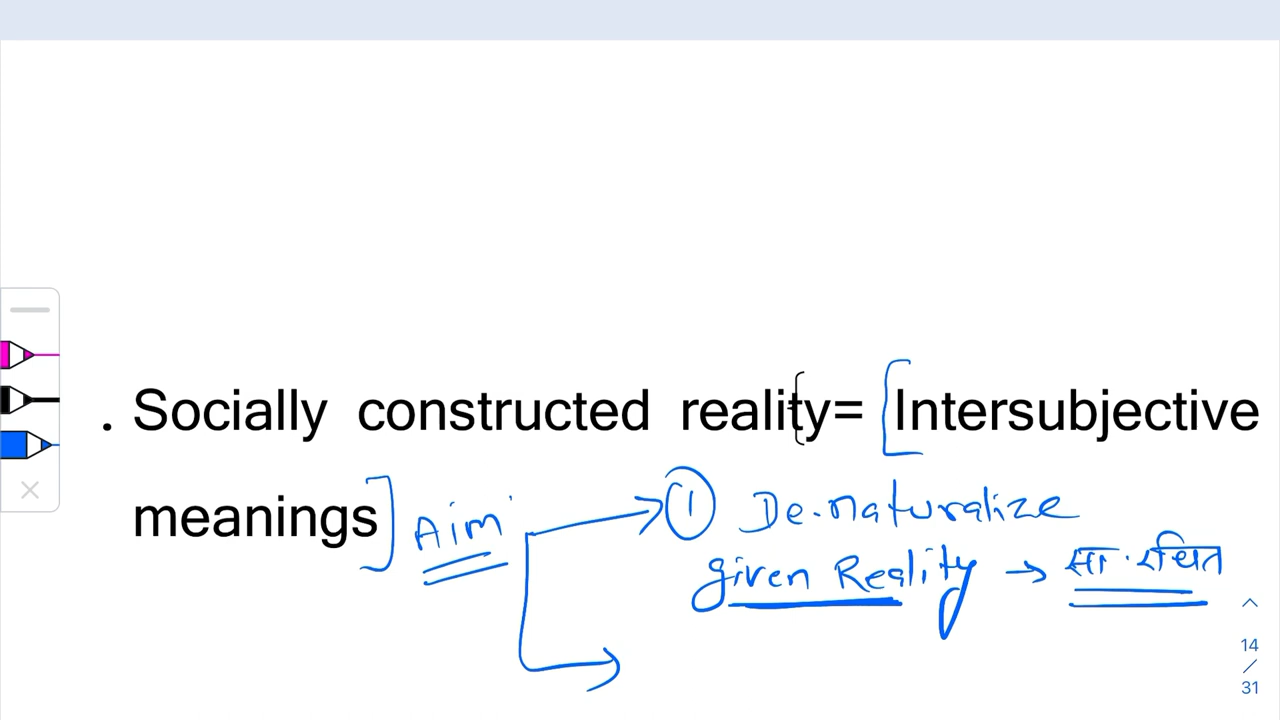 . Socially constructed reality= [Intersubjective
meanings] Aim → ① De-naturalize
given Reality → सा. रचित
14
/
31